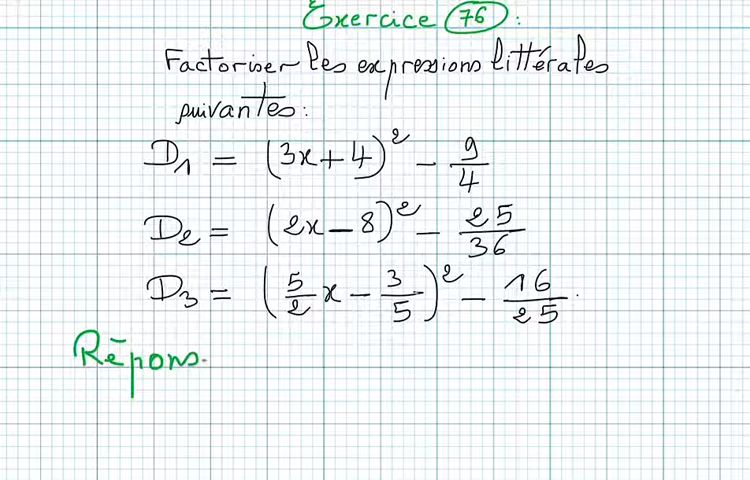 Exercice 76 :
Factoriser les expressions littérales
suivantes:
D₁ = (3x+4)² - 9/4
D₂ = (2x-8)² - 25/36
D₃ = (5/2 x - 3/5)² - 16/25.
Répons